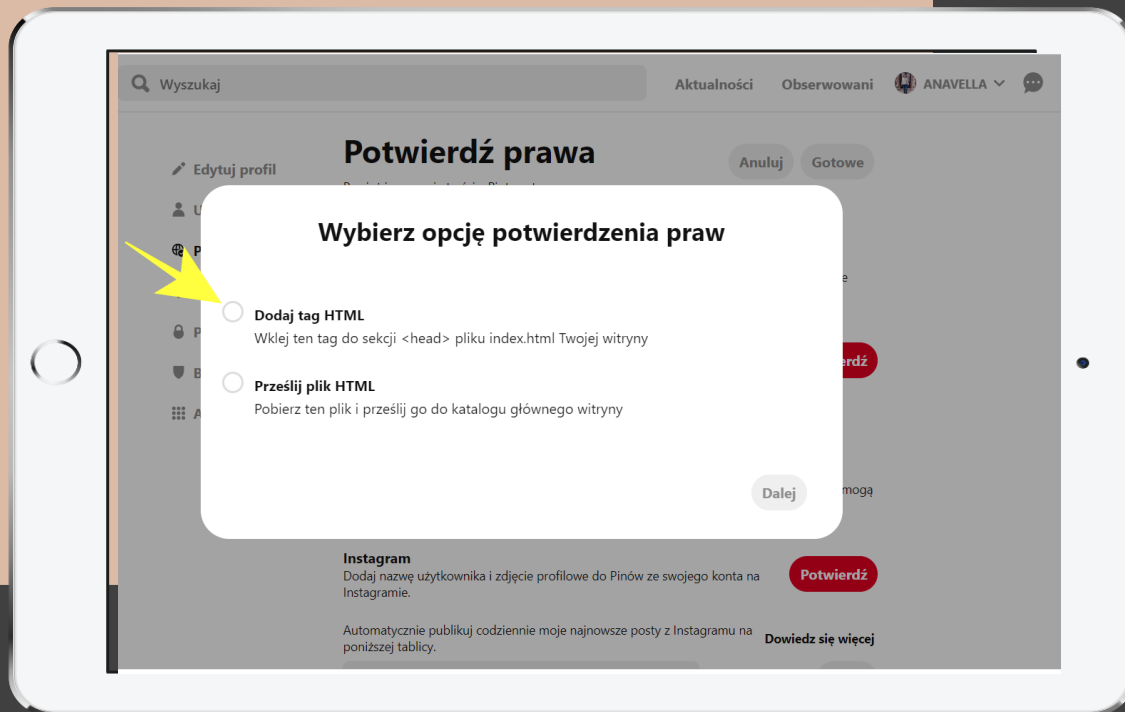 Wyszukaj
Aktualności
Obserwowani
ANAVELLA
Edytuj profil
Potwierdź prawa
Anuluj
Gotowe
Wybierz opcję potwierdzenia praw
Dodaj tag HTML
Wklej ten tag do sekcji <head> pliku index.html Twojej witryny
Prześlij plik HTML
Pobierz ten plik i prześlij go do katalogu głównego witryny
Dalej
mogą
Instagram
Dodaj nazwę użytkownika i zdjęcie profilowe do Pinów ze swojego konta na
Instagramie.
Potwierdź
Automatycznie publikuj codziennie moje najnowsze posty z Instagramu na
poniższej tablicy.
Dowiedz się więcej